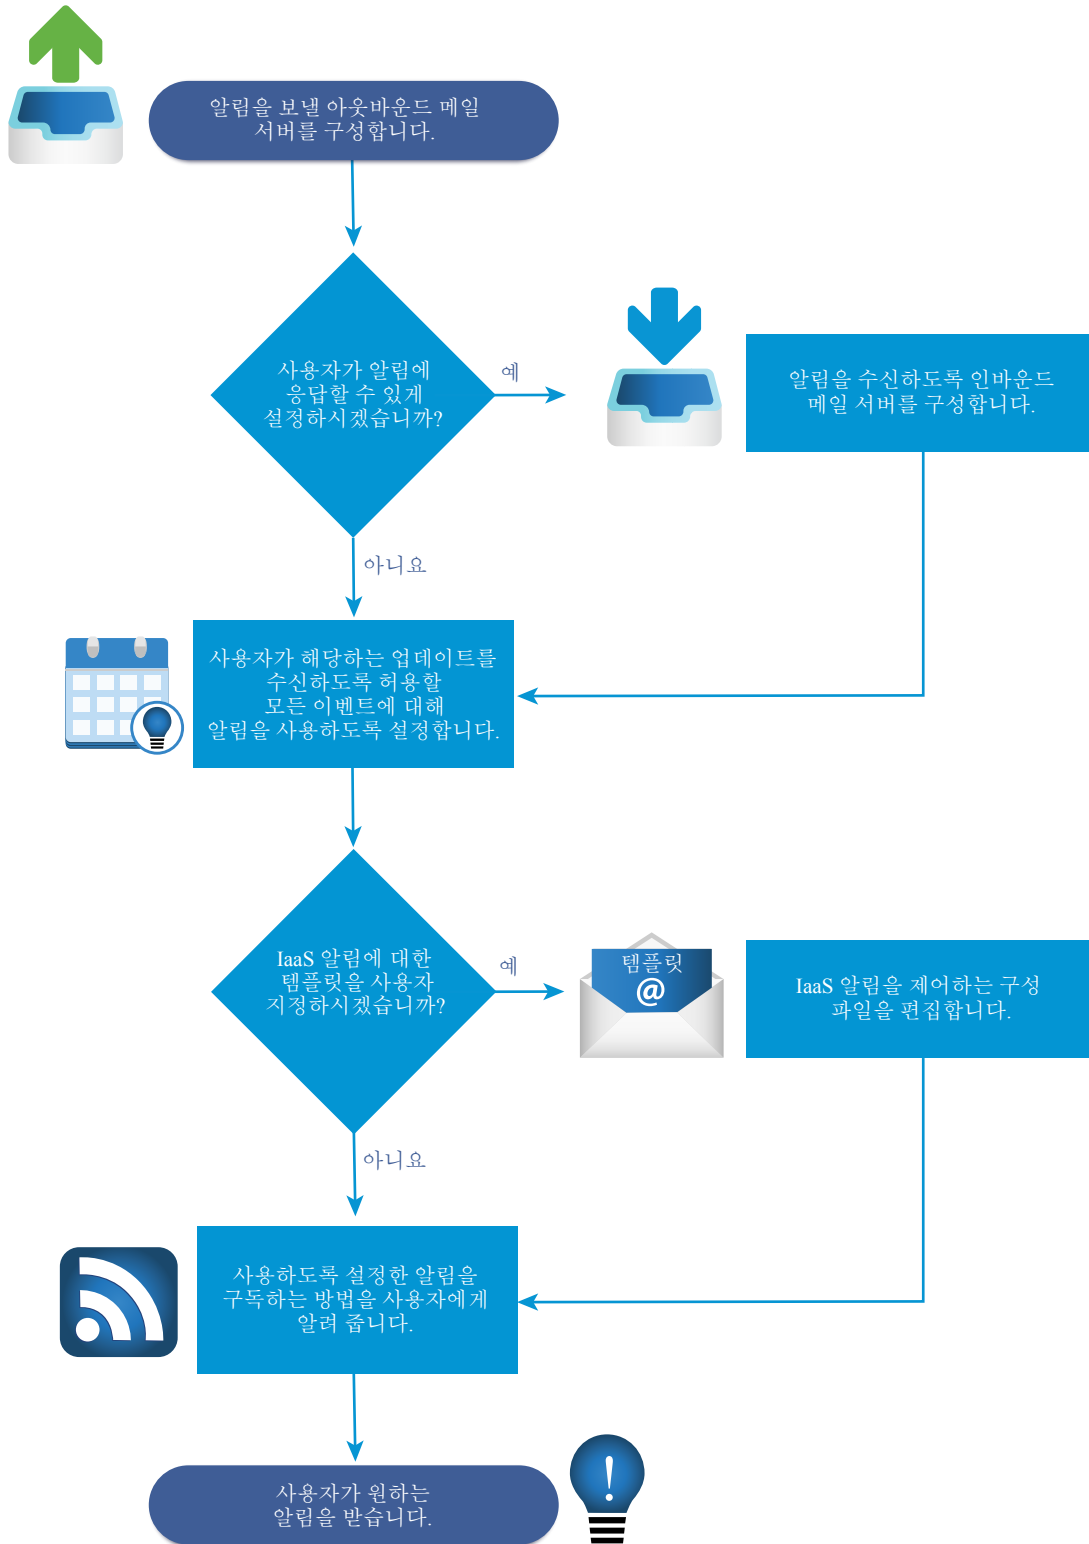 알림을 보낼 아웃바운드 메일
서버를 구성합니다.
사용자가 알림에
응답할 수 있게
설정하시겠습니까?
예
알림을 수신하도록 인바운드
메일 서버를 구성합니다.
아니요
사용자가 해당하는 업데이트를
수신하도록 허용할
모든 이벤트에 대해
알림을 사용하도록 설정합니다.
IaaS 알림에 대한
템플릿을 사용자
지정하시겠습니까?
예
템플릿
@
IaaS 알림을 제어하는 구성
파일을 편집합니다.
아니요
사용하도록 설정한 알림을
구독하는 방법을 사용자에게
알려 줍니다.
사용자가 원하는
알림을 받습니다.
!